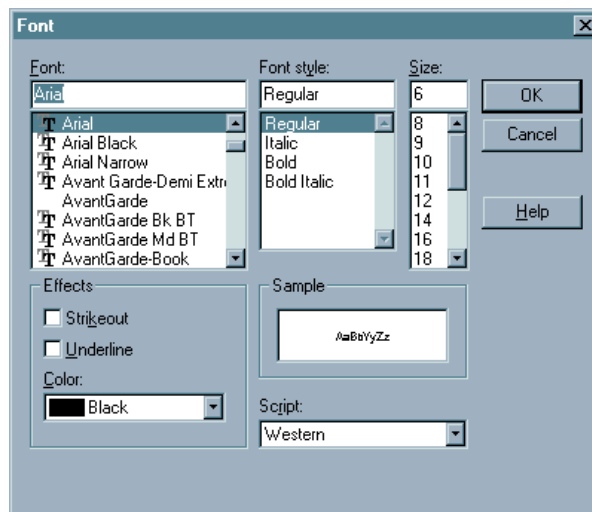 Font
Font:
Arial
Arial
Arial Black
Arial Narrow
Avant Garde-Demi Extr
AvantGarde
AvantGarde Bk BT
AvantGarde Md BT
AvantGarde-Book
Font style:
Regular
Regular
Italic
Bold
Bold Italic
Size:
6
8
9
10
11
12
14
16
18
OK
Cancel
Help
Effects
Strikeout
Underline
Color:
Black
Sample
AaBbYyZz
Script:
Western